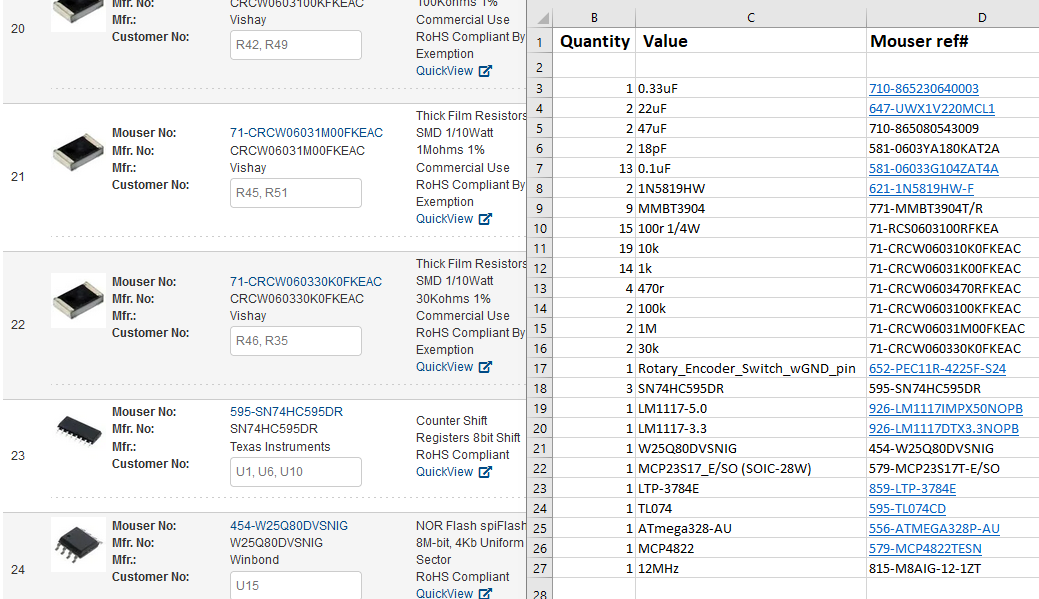 20
Mfr. No: CRCW0603100KFKEAC
Mfr.: Vishay
Customer No: R42, R49
100Kohms 1%
Commercial Use
RoHS Compliant By
Exemption
QuickView
21
Mouser No: 71-CRCW06031M00FKEAC
Mfr. No: CRCW06031M00FKEAC
Mfr.: Vishay
Customer No: R45, R51
Thick Film Resistors
SMD 1/10Watt
1Mohms 1%
Commercial Use
RoHS Compliant By
Exemption
QuickView
22
Mouser No: 71-CRCW060330K0FKEAC
Mfr. No: CRCW060330K0FKEAC
Mfr.: Vishay
Customer No: R46, R35
Thick Film Resistors
SMD 1/10Watt
30Kohms 1%
Commercial Use
RoHS Compliant By
Exemption
QuickView
23
Mouser No: 595-SN74HC595DR
Mfr. No: SN74HC595DR
Mfr.: Texas Instruments
Customer No: U1, U6, U10
Counter Shift
Registers 8bit Shift
RoHS Compliant
QuickView
24
Mouser No: 454-W25Q80DVSNIG
Mfr. No: W25Q80DVSNIG
Mfr.: Winbond
Customer No: U15
NOR Flash spiFlash
8M-bit, 4Kb Uniform
Sector
RoHS Compliant
QuickView
B C D
1 Quantity Value Mouser ref#
2
3 1 0.33uF 710-865230640003
4 2 22uF 647-UWX1V220MCL1
5 2 47uF 710-865080543009
6 2 18pF 581-0603YA180KAT2A
7 13 0.1uF 581-06033G104ZAT4A
8 2 1N5819HW 621-1N5819HW-F
9 9 MMBT3904 771-MMBT3904T/R
10 15 100r 1/4W 71-RCS0603100RFKEA
11 19 10k 71-CRCW060310K0FKEAC
12 14 1k 71-CRCW06031K00FKEAC
13 4 470r 71-CRCW0603470RFKEAC
14 2 100k 71-CRCW0603100KFKEAC
15 2 1M 71-CRCW06031M00FKEAC
16 2 30k 71-CRCW060330K0FKEAC
17 1 Rotary_Encoder_Switch_wGND_pin 652-PEC11R-4225F-S24
18 3 SN74HC595DR 595-SN74HC595DR
19 1 LM1117-5.0 926-LM1117IMPX50NOPB
20 1 LM1117-3.3 926-LM1117DTX3.3NOPB
21 1 W25Q80DVSNIG 454-W25Q80DVSNIG
22 1 MCP23S17_E/SO (SOIC-28W) 579-MCP23S17T-E/SO
23 1 LTP-3784E 859-LTP-3784E
24 1 TL074 595-TL074CD
25 1 ATmega328-AU 556-ATMEGA328P-AU
26 1 MCP4822 579-MCP4822TESN
27 1 12MHz 815-M8AIG-12-1ZT
28